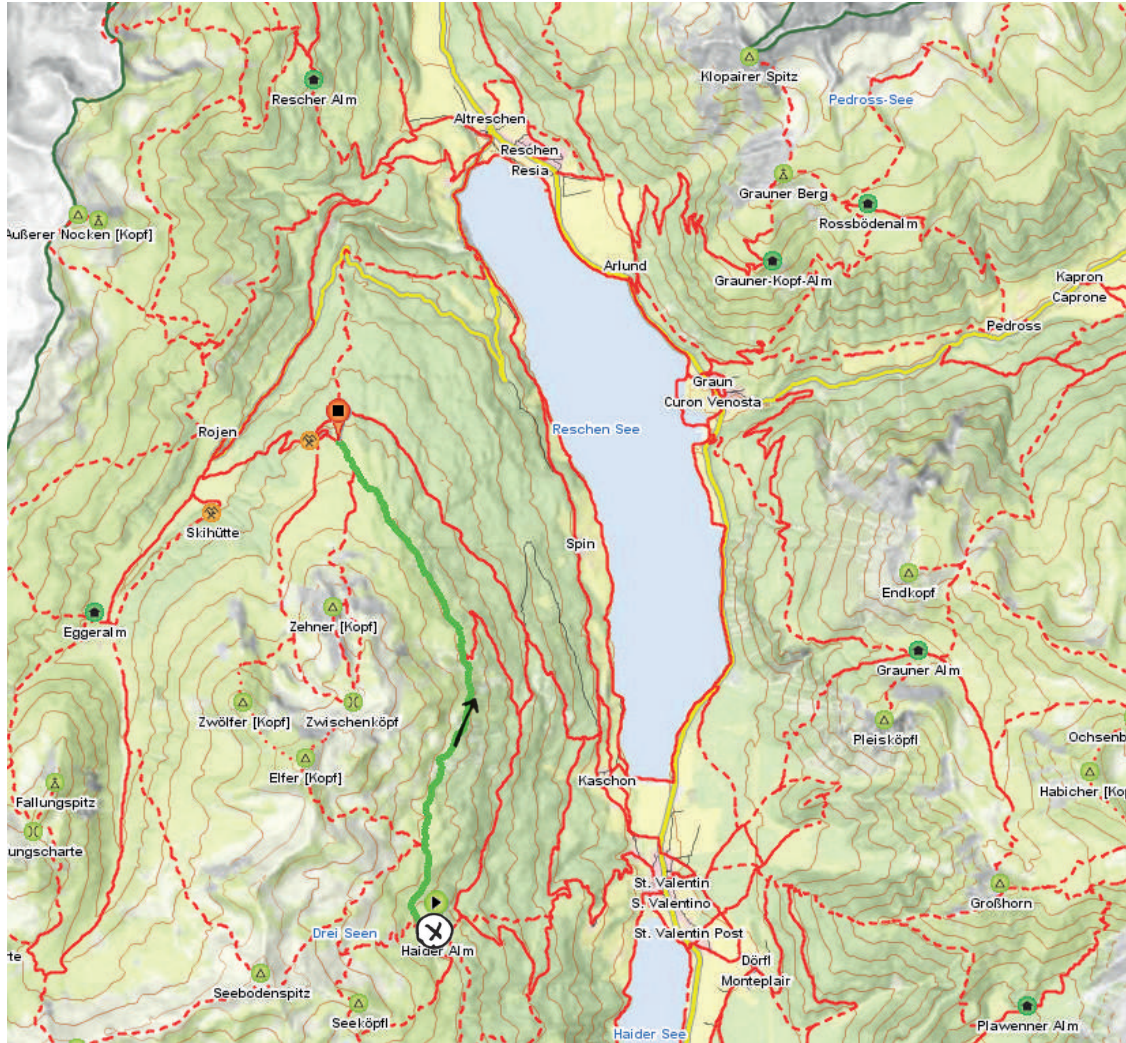 Klopairer Spitz
Rescher Alm
Pedross-See
Altreschen
Reschen
Resia
Grauner Berg
Rossbödenalm
Äußerer Nocken [Kopf]
Arlund
Grauner-Kopf-Alm
Kapron
Caprone
Pedross
Graun
Curon Venosta
Rojen
Reschen See
Skihütte
Spin
Endkopf
Eggeralm
Zehner [Kopf]
Grauner Alm
Zwölfer [Kopf]
Zwischenköpf
Pleisköpfl
Ochsenb
Elfer [Kopf]
Kaschon
Habicher [Kop
Fallungspitz
ungscharte
St. Valentin
S. Valentino
Großhorn
Drei Seen
St. Valentin Post
Haider Alm
rte
Dörfl
Monteplair
Seebodenspitz
Seeköpfl
Haider See
Plawenner Alm